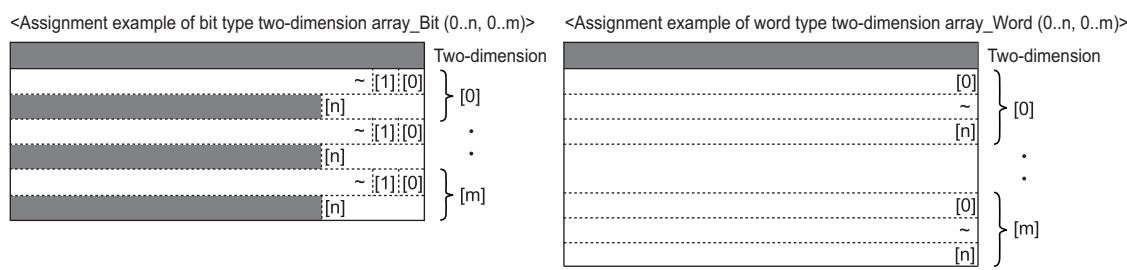 <Assignment example of bit type two-dimension array_Bit (0..n, 0..m)>
Two-dimension
~ [1] [0]
[n]
[0]
~ [1] [0]
[n]
~ [1] [0]
[n]
[m]
<Assignment example of word type two-dimension array_Word (0..n, 0..m)>
Two-dimension
[0]
~
[n]
[0]
[0]
~
[n]
[m]